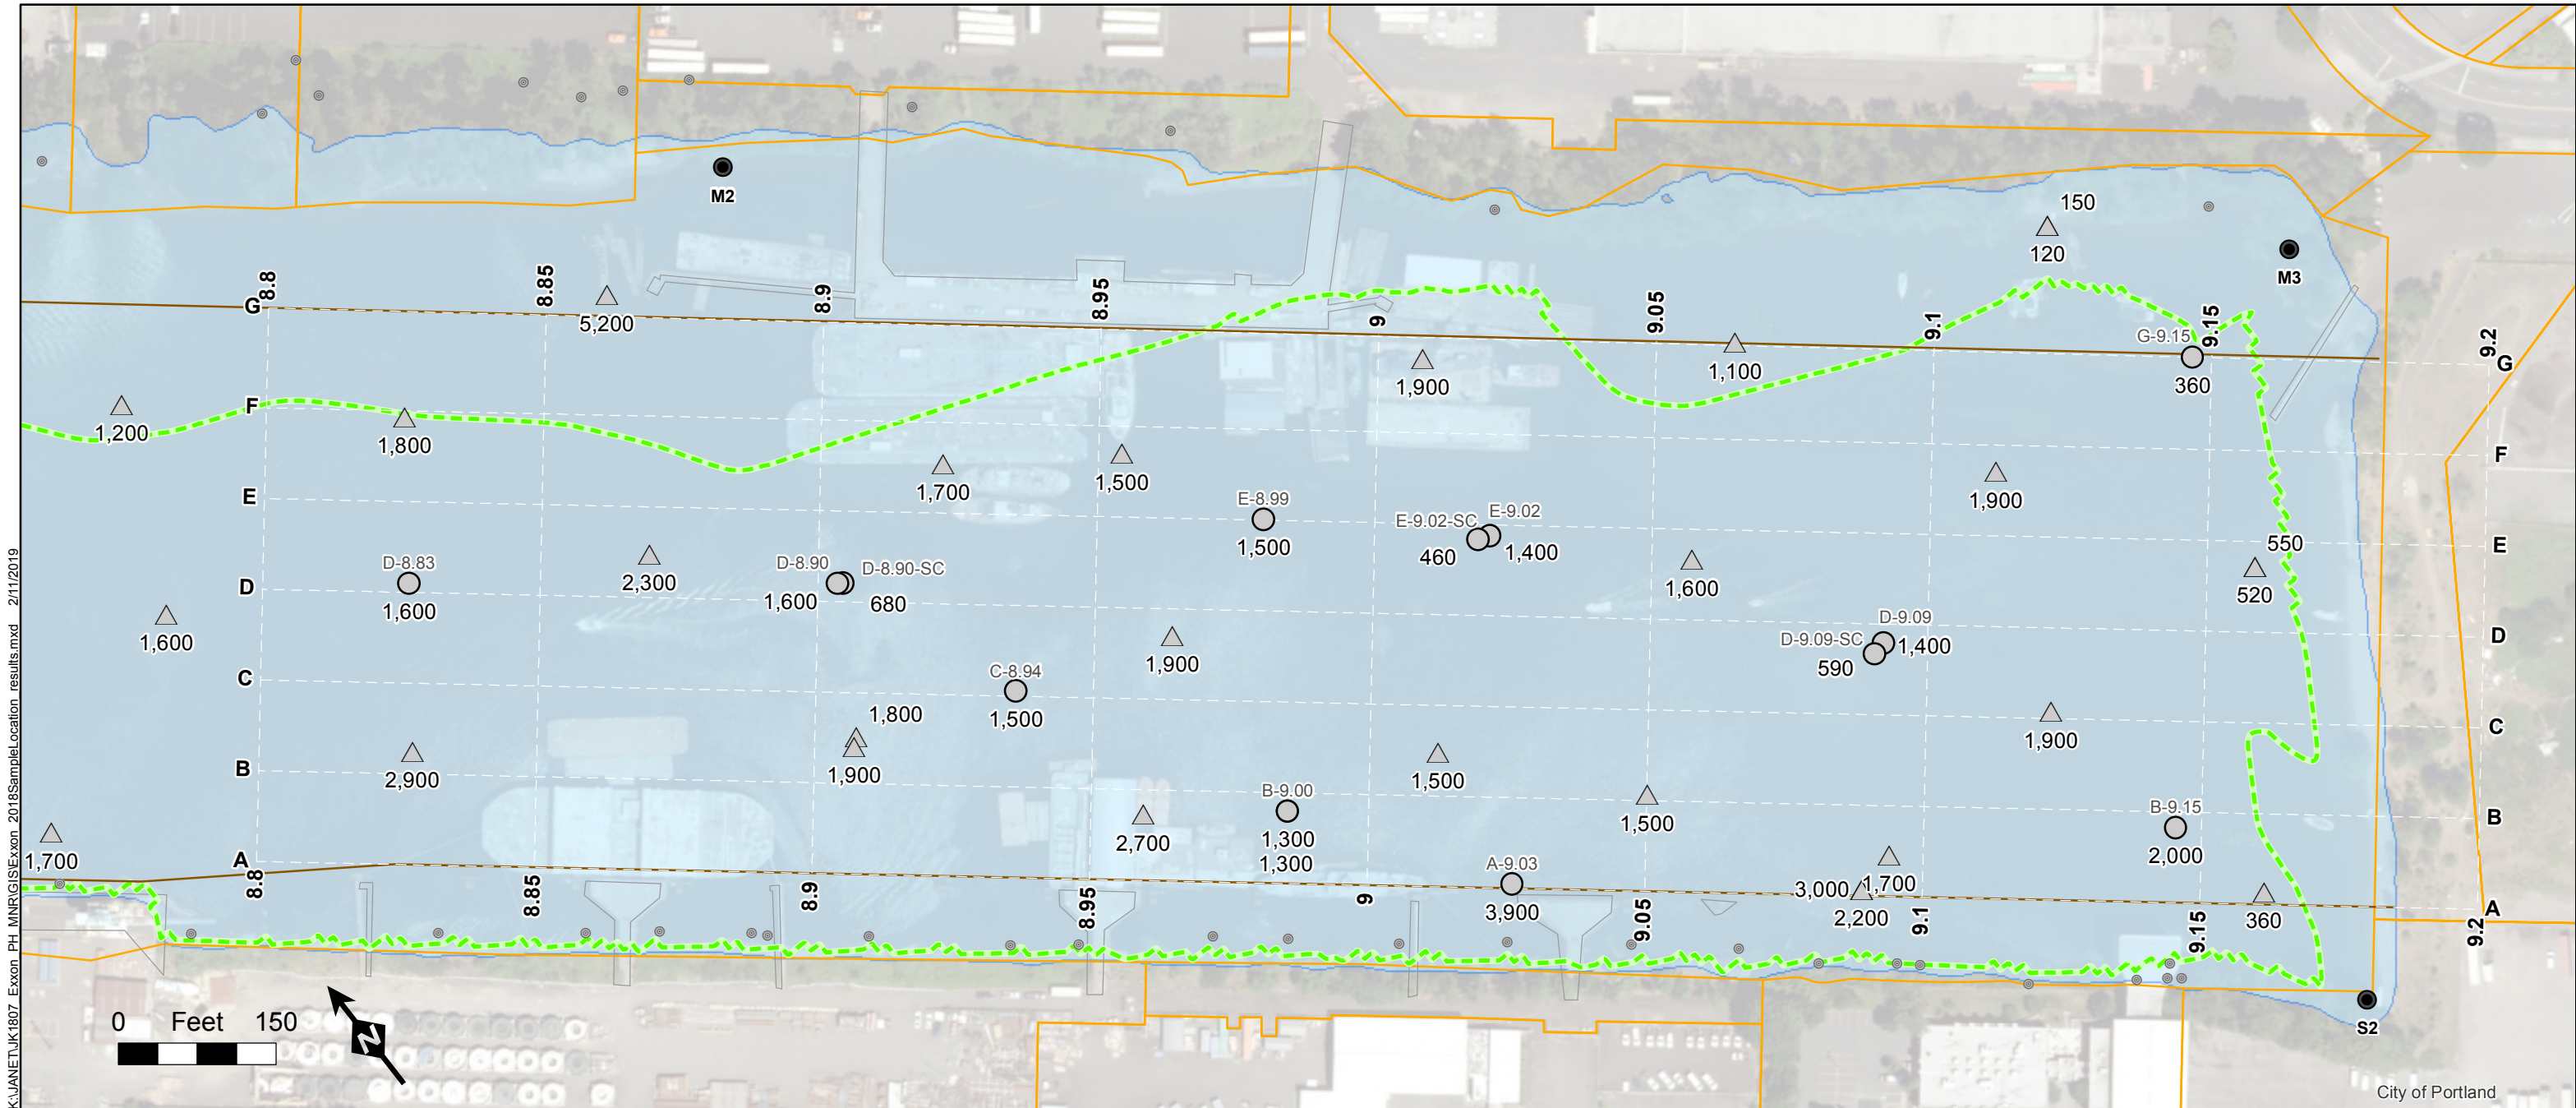 150
120
M2
M3
8.8
8.85
8.9
8.95
9
9.05
9.1
9.15
9.2
G
5,200
G-9.15
360
G
1,900
1,100
F
1,200
1,800
F
1,700
1,500
1,900
E
E-8.99
1,500
E-9.02-SC
E-9.02
460
1,400
550
E
D-8.83
1,600
2,300
D-8.90
D-8.90-SC
1,600
680
1,600
520
D
1,600
D-9.09
D-9.09-SC
1,400
590
D
1,900
C
C-8.94
1,500
1,800
1,900
C
1,900
B
2,900
1,500
B-9.00
1,300
1,300
2,700
1,500
B-9.15
2,000
B
1,700
A
A-9.03
3,900
3,000
1,700
2,200
360
A
8.8
8.85
8.9
8.95
9
9.05
9.1
9.15
9.2
S2
0 Feet 150
N
City of Portland
K:\JANET\JK1807_Exxon_PH_MNR\GIS\Exxon_2018SampleLocation_results.mxd 2/11/2019